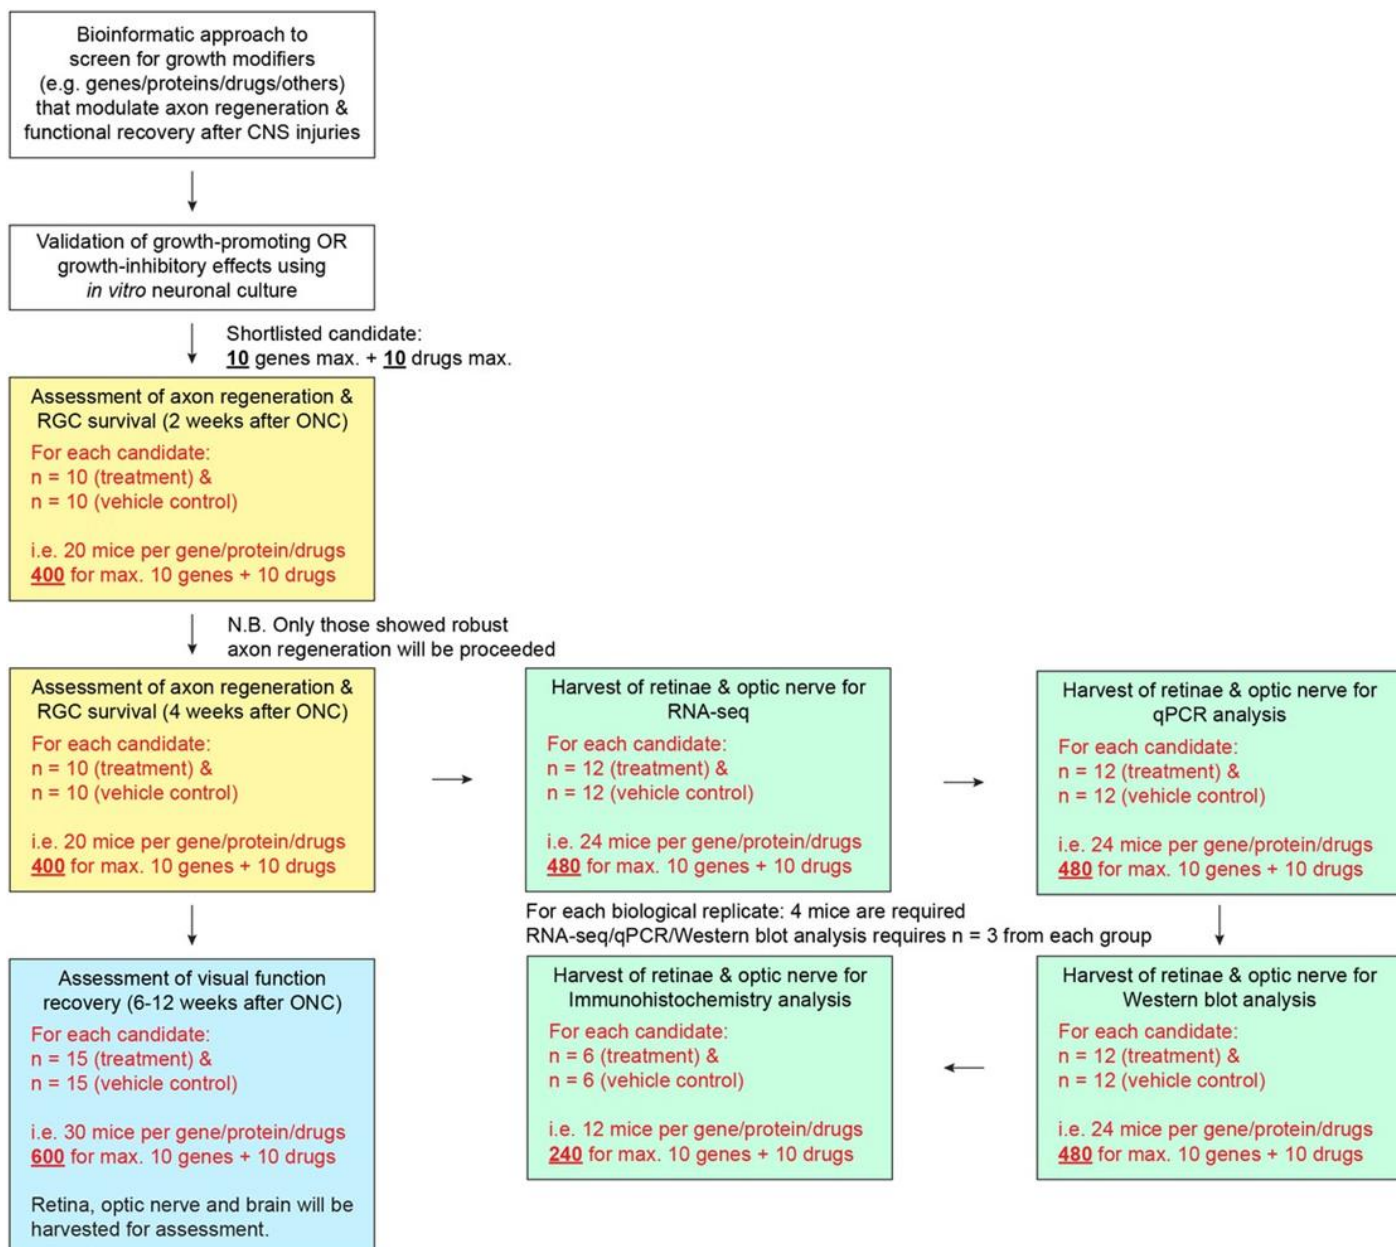 Bioinformatic approach to
screen for growth modifiers
(e.g. genes/proteins/drugs/others)
that modulate axon regeneration &
functional recovery after CNS injuries
Validation of growth-promoting OR
growth-inhibitory effects using
in vitro neuronal culture
Shortlisted candidate:
10 genes max. + 10 drugs max.
Assessment of axon regeneration &
RGC survival (2 weeks after ONC)
For each candidate:
n = 10 (treatment) &
n = 10 (vehicle control)
i.e. 20 mice per gene/protein/drugs
400 for max. 10 genes + 10 drugs
N.B. Only those showed robust
axon regeneration will be proceeded
Assessment of axon regeneration &
RGC survival (4 weeks after ONC)
For each candidate:
n = 10 (treatment) &
n = 10 (vehicle control)
i.e. 20 mice per gene/protein/drugs
400 for max. 10 genes + 10 drugs
Harvest of retinae & optic nerve for
RNA-seq
For each candidate:
n = 12 (treatment) &
n = 12 (vehicle control)
i.e. 24 mice per gene/protein/drugs
480 for max. 10 genes + 10 drugs
Harvest of retinae & optic nerve for
qPCR analysis
For each candidate:
n = 12 (treatment) &
n = 12 (vehicle control)
i.e. 24 mice per gene/protein/drugs
480 for max. 10 genes + 10 drugs
For each biological replicate: 4 mice are required
RNA-seq/qPCR/Western blot analysis requires n = 3 from each group
Assessment of visual function
recovery (6-12 weeks after ONC)
For each candidate:
n = 15 (treatment) &
n = 15 (vehicle control)
i.e. 30 mice per gene/protein/drugs
600 for max. 10 genes + 10 drugs
Retina, optic nerve and brain will be
harvested for assessment.
Harvest of retinae & optic nerve for
Immunohistochemistry analysis
For each candidate:
n = 6 (treatment) &
n = 6 (vehicle control)
i.e. 12 mice per gene/protein/drugs
240 for max. 10 genes + 10 drugs
Harvest of retinae & optic nerve for
Western blot analysis
For each candidate:
n = 12 (treatment) &
n = 12 (vehicle control)
i.e. 24 mice per gene/protein/drugs
480 for max. 10 genes + 10 drugs